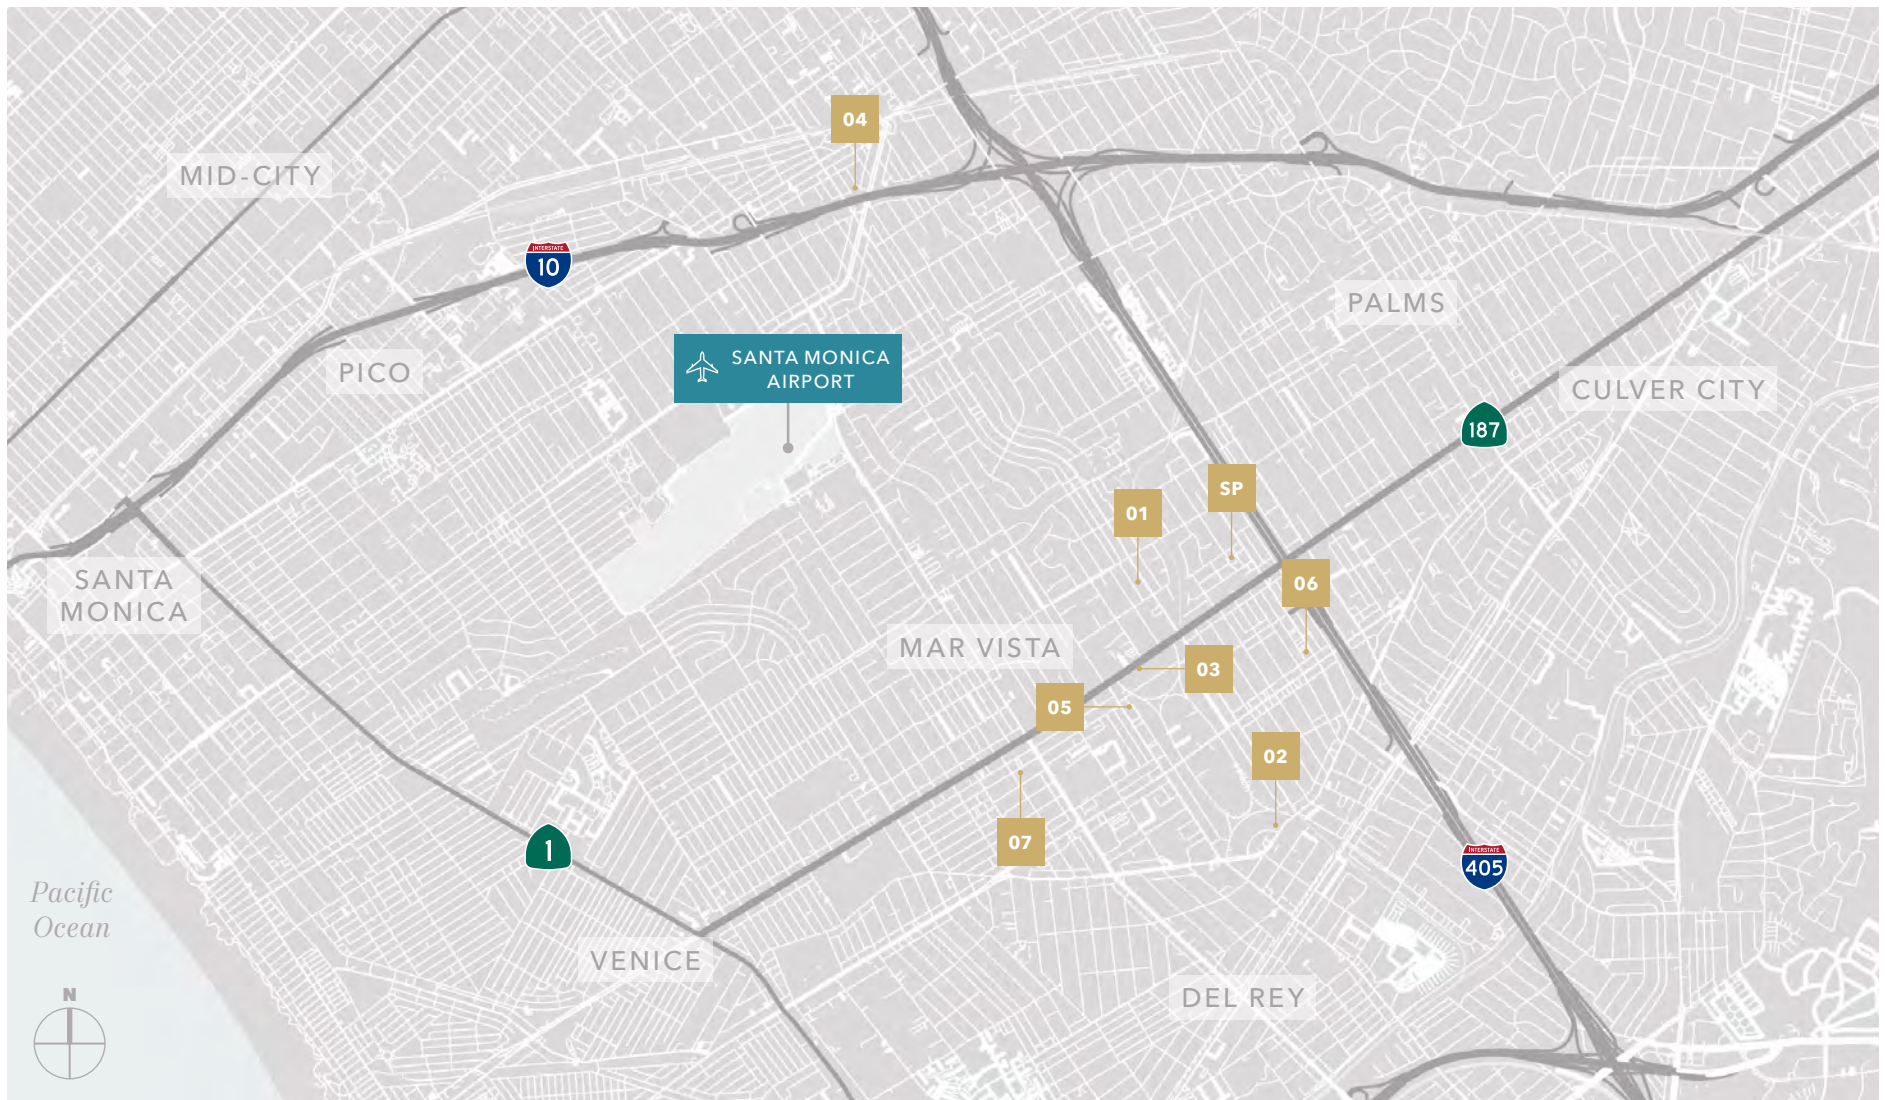 04
MID-CITY
INTERSTATE
10
PALMS
SANTA MONICA
AIRPORT
PICO
CULVER CITY
187
SP
01
SANTA
MONICA
06
MAR VISTA
03
05
02
07
1
INTERSTATE
405
Pacific
Ocean
VENICE
DEL REY
N